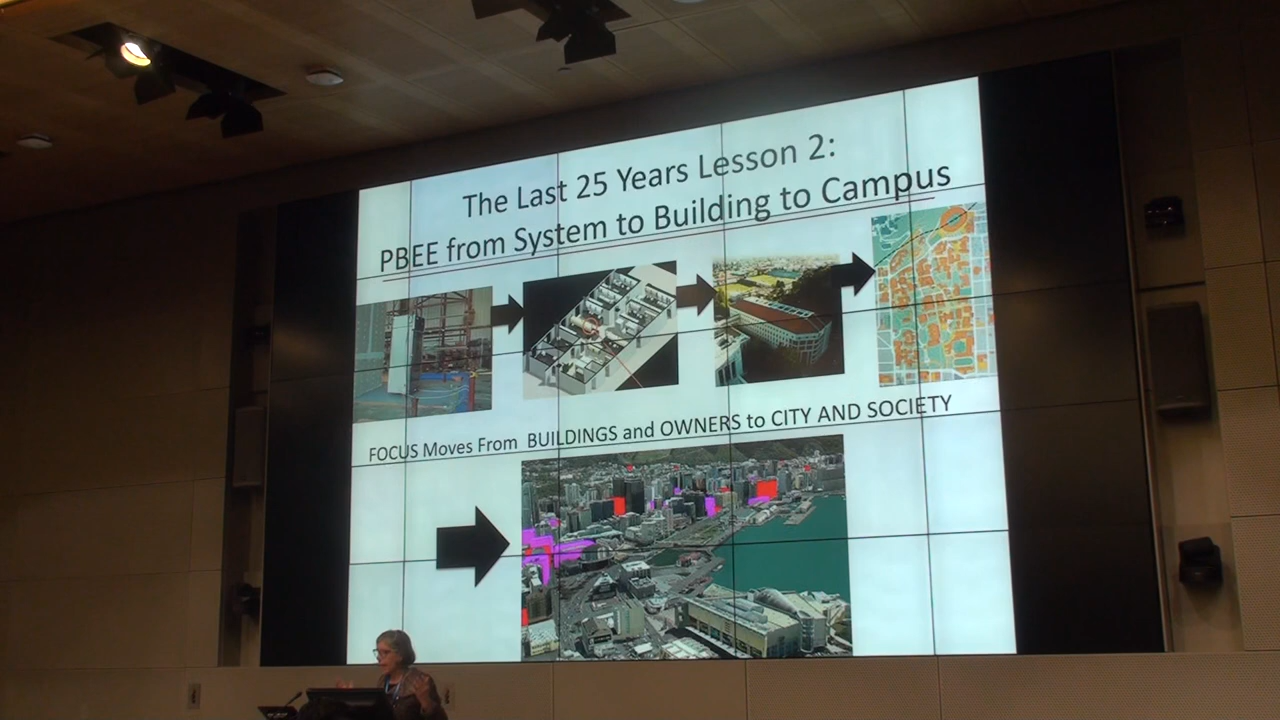 The Last 25 Years Lesson 2:
PBEE from System to Building to Campus
FOCUS Moves From BUILDINGS and OWNERS to CITY AND SOCIETY